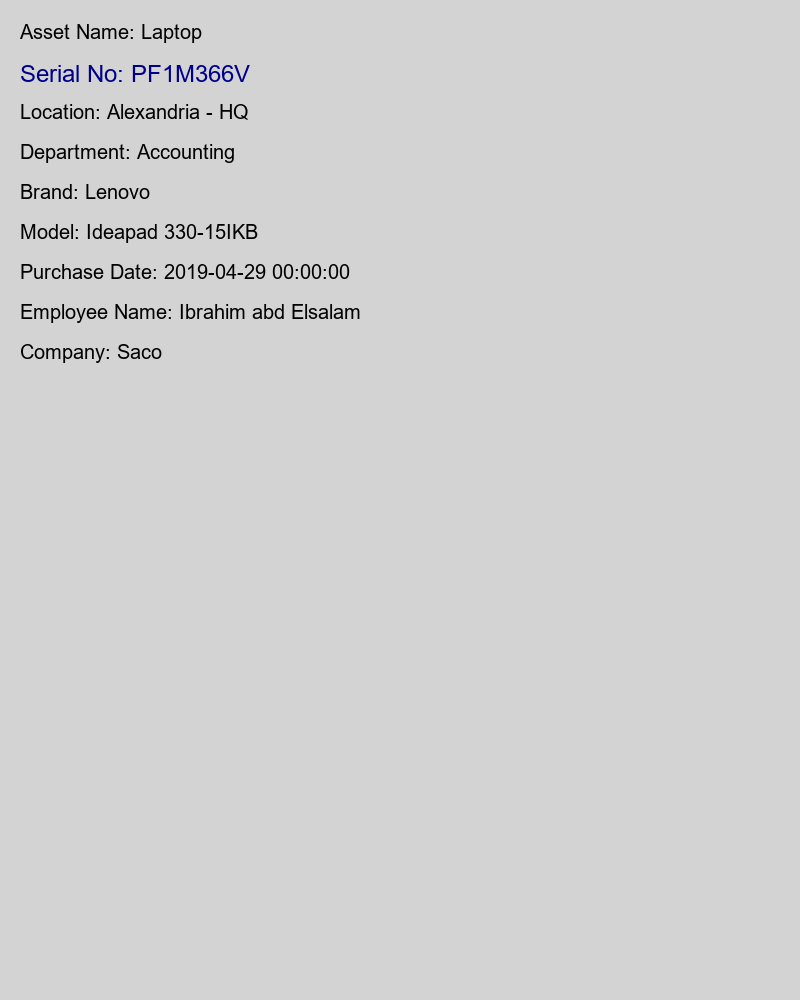 Asset Name: Laptop
Serial No: PF1M366V
Location: Alexandria - HQ
Department: Accounting
Brand: Lenovo
Model: Ideapad 330-15IKB
Purchase Date: 2019-04-29 00:00:00
Employee Name: Ibrahim abd Elsalam
Company: Saco